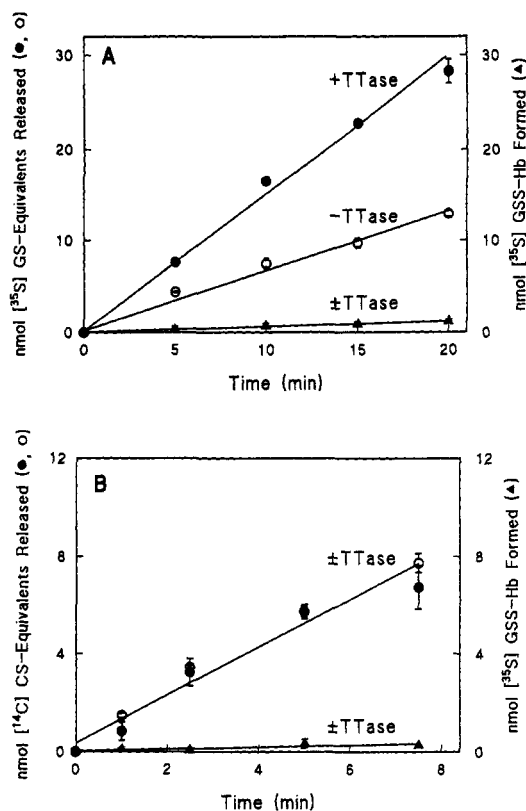 A
nmol [³⁵S] GS-Equivalents Released (●, ○)
nmol [³⁵S] GSS-Hb Formed (▲)
30
20
10
0
30
20
10
0
+TTase
-TTase
±TTase
0 5 10 15 20
Time (min)
B
nmol [¹⁴C] CS-Equivalents Released (●, ○)
nmol [³⁵S] GSS-Hb Formed (▲)
12
8
4
0
12
8
4
0
±TTase
±TTase
0 2 4 6 8
Time (min)